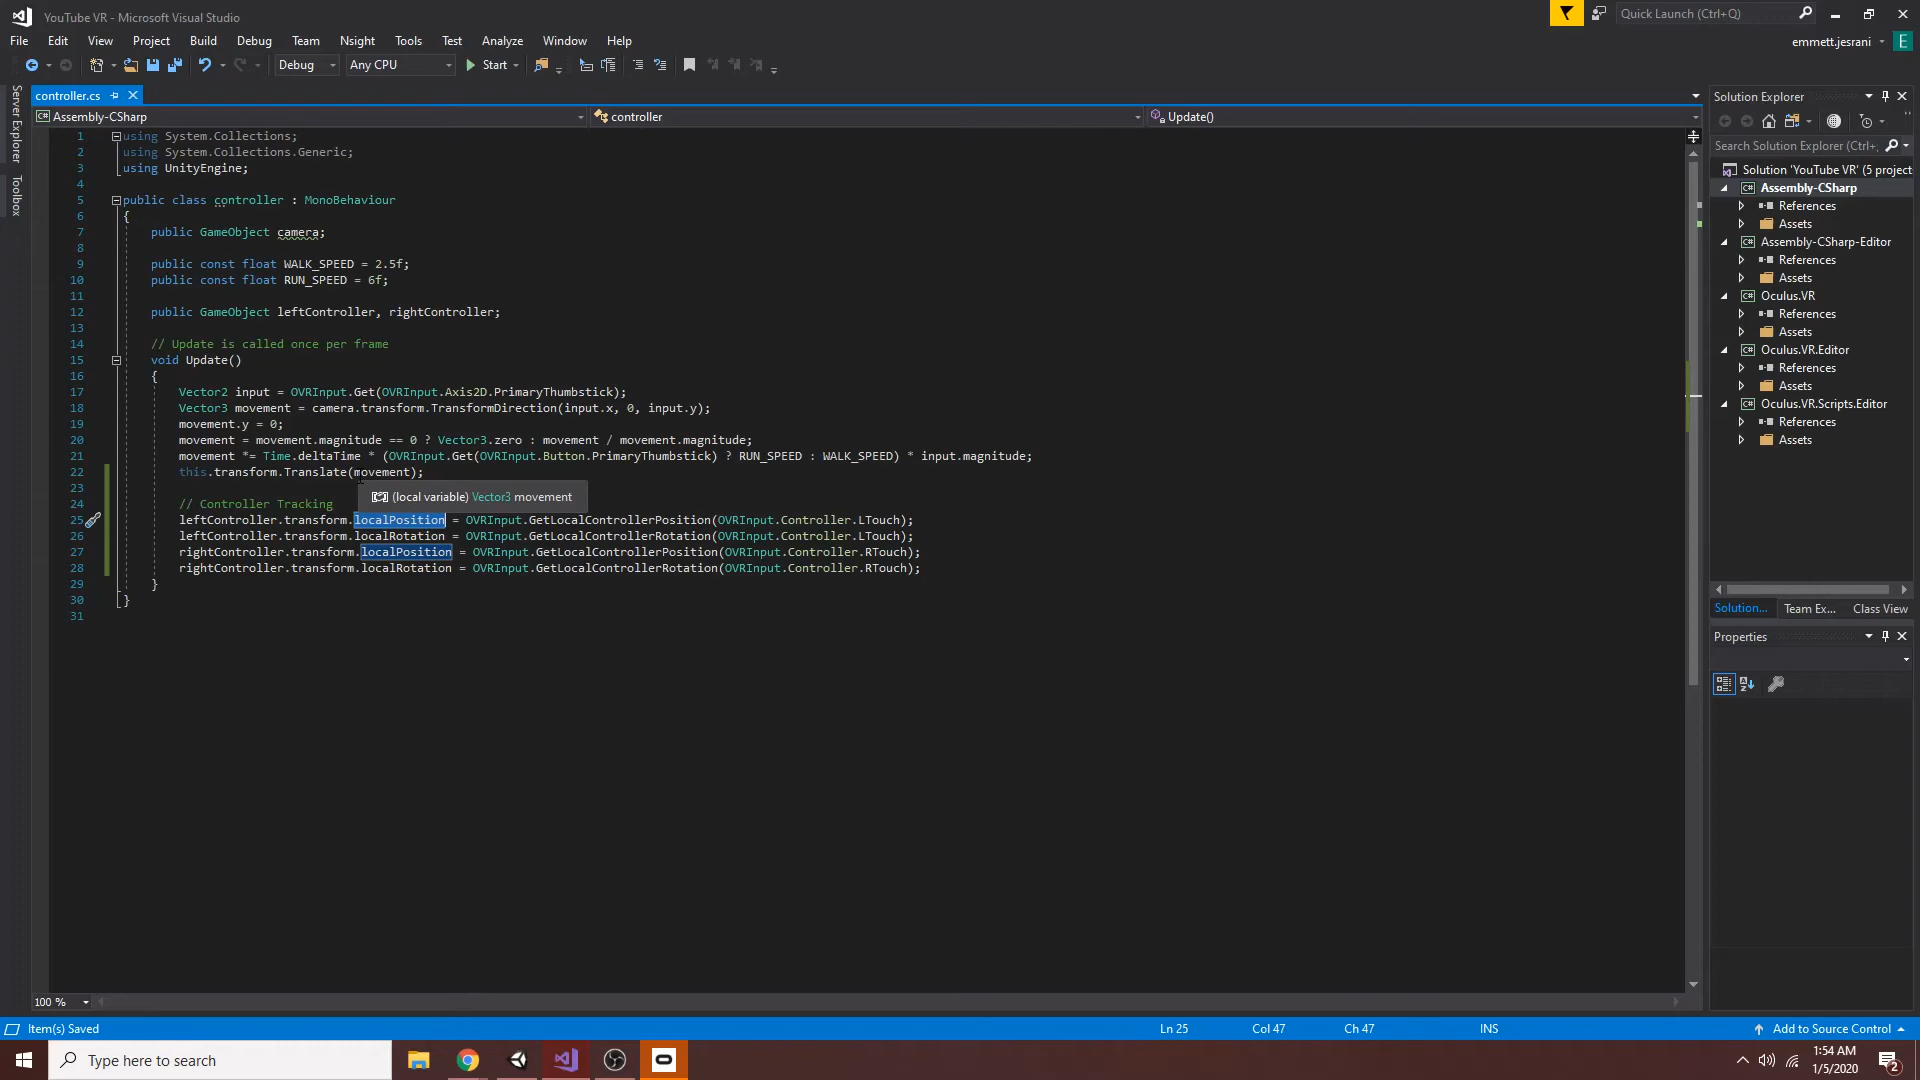 YouTube VR - Microsoft Visual Studio
Quick Launch (Ctrl+Q)
File Edit View Project Build Debug Team Nsight Tools Test Quick Analyze Window Help
emmett.jesrani E
Debug Any CPU Start
Server Explorer
Toolbox
controller.cs
Assembly-CSharp controller Update()
1 using System.Collections;
2 using System.Collections.Generic;
3 using UnityEngine;
4
5 public class controller : MonoBehaviour
6 {
7 public GameObject camera;
8
9 public const float WALK_SPEED = 2.5f;
10 public const float RUN_SPEED = 6f;
11
12 public GameObject leftController, rightController;
13
14 // Update is called once per frame
15 void Update()
16 {
17 Vector2 input = OVRInput.Get(OVRInput.Axis2D.PrimaryThumbstick);
18 Vector3 movement = camera.transform.TransformDirection(input.x, 0, input.y);
19 movement.y = 0;
20 movement = movement.magnitude == 0 ? Vector3.zero : movement / movement.magnitude;
21 movement *= Time.deltaTime * (OVRInput.Get(OVRInput.Button.PrimaryThumbstick) ? RUN_SPEED : WALK_SPEED) * input.magnitude;
22 this.transform.Translate(movement);
23
(local variable) Vector3 movement
24 // Controller Tracking
25 leftController.transform.localPosition = OVRInput.GetLocalControllerPosition(OVRInput.Controller.LTouch);
26 leftController.transform.localRotation = OVRInput.GetLocalControllerRotation(OVRInput.Controller.LTouch);
27 rightController.transform.localPosition = OVRInput.GetLocalControllerPosition(OVRInput.Controller.RTouch);
28 rightController.transform.localRotation = OVRInput.GetLocalControllerRotation(OVRInput.Controller.RTouch);
29 }
30 }
31
Solution Explorer
Search Solution Explorer (Ctrl+;
Solution 'YouTube VR' (5 project
C# Assembly-CSharp
References
Assets
C# Assembly-CSharp-Editor
References
Assets
C# Oculus.VR
References
Assets
C# Oculus.VR.Editor
References
Assets
C# Oculus.VR.Scripts.Editor
References
Assets
Solution... Team Ex... Class View
Properties
100 %
Item(s) Saved Ln 25 Col 47 Ch 47 INS Add to Source Control
Type here to search
1:54 AM
1/5/2020
2